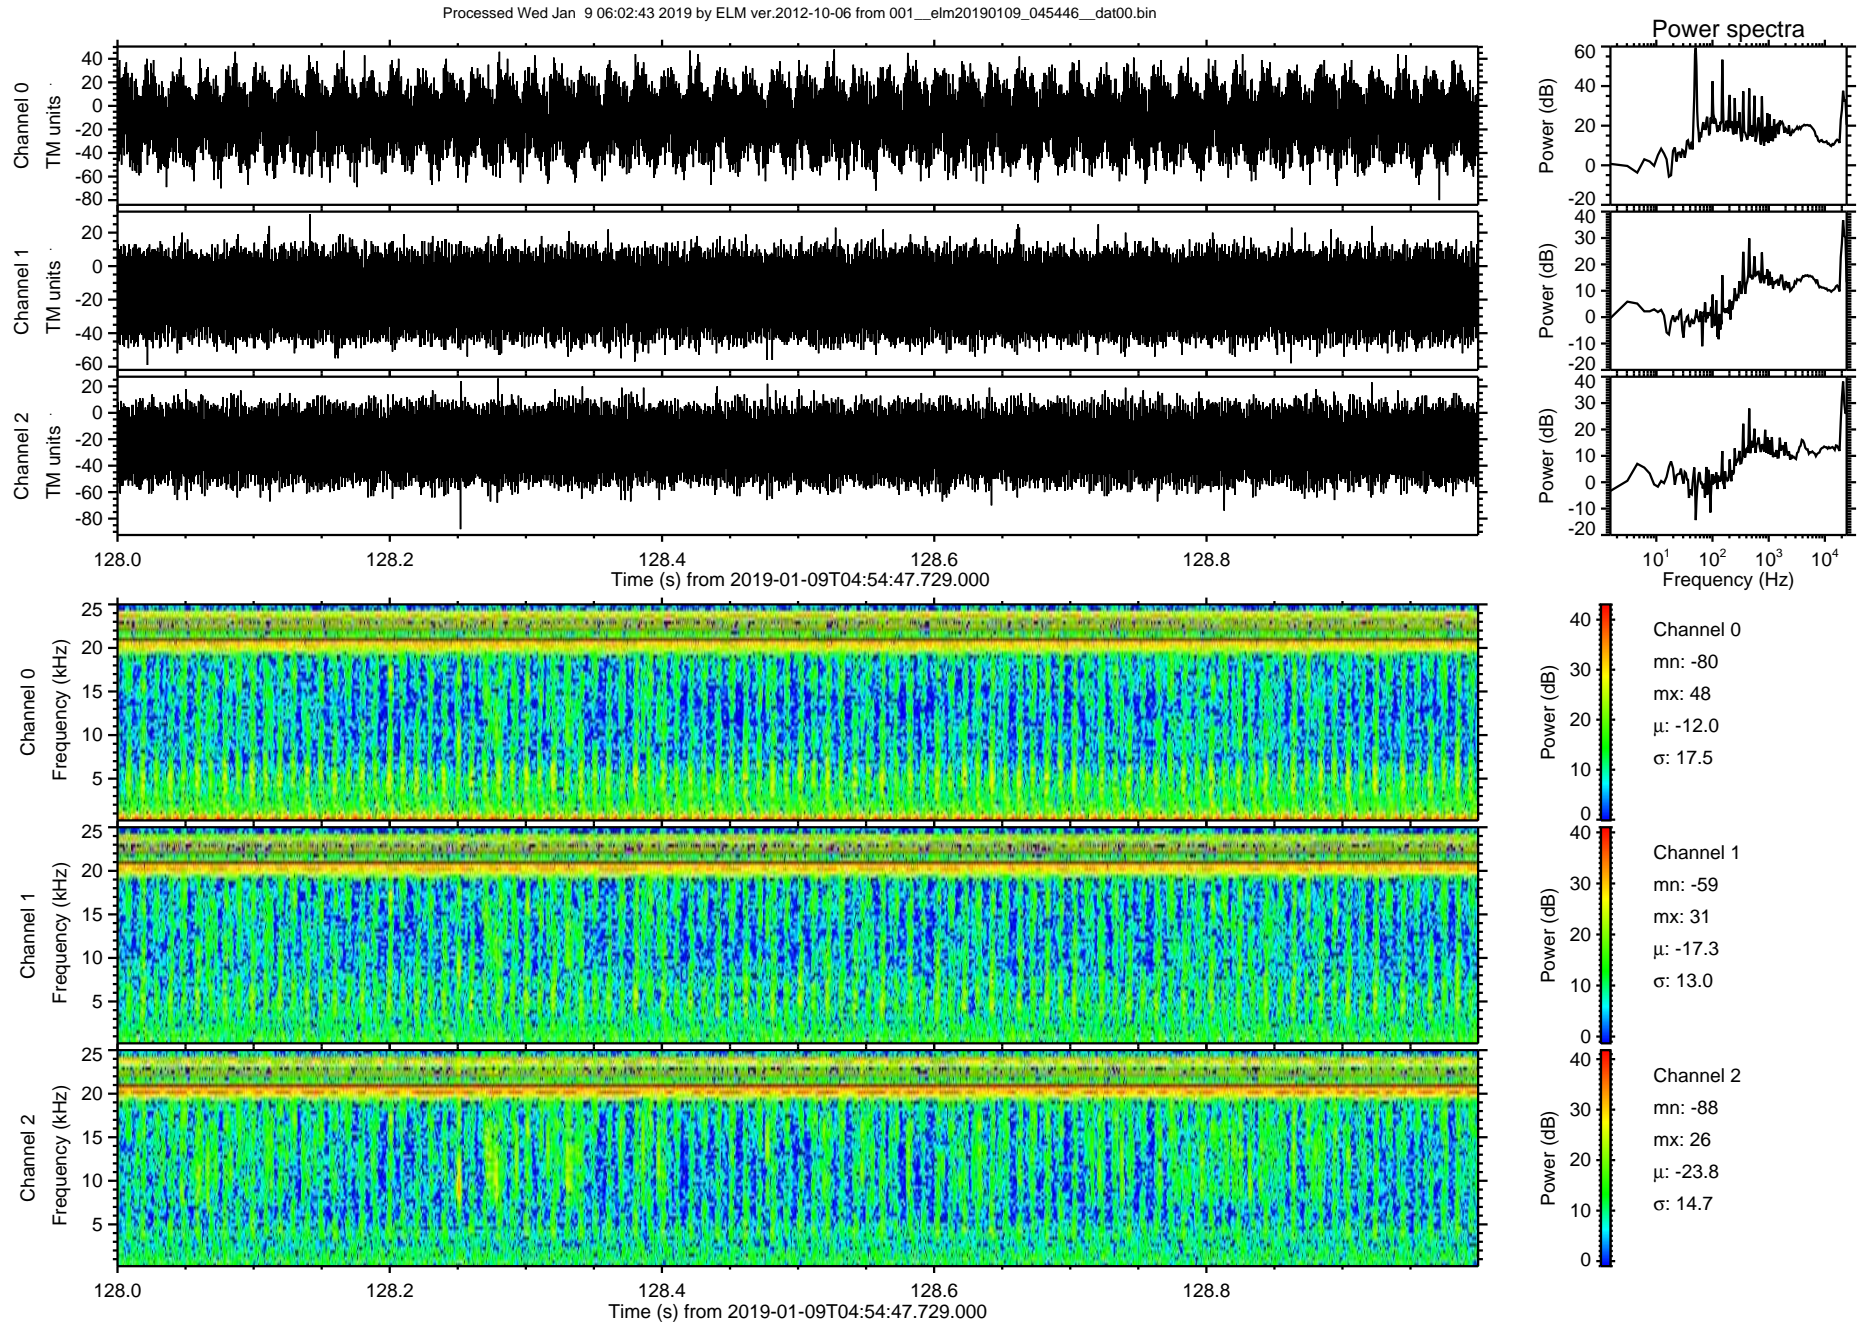 Processed Wed Jan  9 06:02:43 2019 by ELM ver.2012-10-06 from 001__elm20190109_045446__dat00.bin
Power spectra
Channel 0
TM units
40
20
0
-20
-40
-60
-80
Power (dB)
60
40
20
0
-20
Channel 1
TM units
20
0
-20
-40
-60
Power (dB)
40
30
20
10
0
-10
-20
Channel 2
TM units
20
0
-20
-40
-60
-80
Power (dB)
40
30
20
10
0
-10
-20
128.0 128.2 128.4 128.6 128.8
Time (s) from 2019-01-09T04:54:47.729.000
10¹ 10² 10³ 10⁴
Frequency (Hz)
Channel 0
Frequency (kHz)
25
20
15
10
5
Power (dB)
40
30
20
10
0
Channel 0
mn: -80
mx: 48
μ: -12.0
σ: 17.5
Channel 1
Frequency (kHz)
25
20
15
10
5
Power (dB)
40
30
20
10
0
Channel 1
mn: -59
mx: 31
μ: -17.3
σ: 13.0
Channel 2
Frequency (kHz)
25
20
15
10
5
Power (dB)
40
30
20
10
0
Channel 2
mn: -88
mx: 26
μ: -23.8
σ: 14.7
128.0 128.2 128.4 128.6 128.8
Time (s) from 2019-01-09T04:54:47.729.000